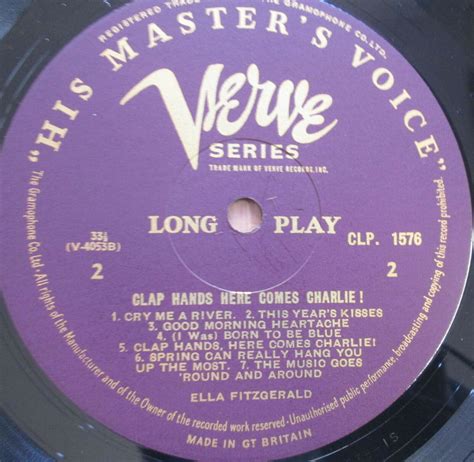 REGISTERED TRADE MARK OF THE GRAMOPHONE CO. LTD.
"HIS MASTER'S VOICE"
Verve
SERIES
TRADE MARK OF VERVE RECORDS, INC.
LONG PLAY
33⅓
(V-4053B)
CLP. 1576
2 2
CLAP HANDS HERE COMES CHARLIE!
1. CRY ME A RIVER. 2. THIS YEAR'S KISSES
3. GOOD MORNING HEARTACHE
4. (I Was) BORN TO BE BLUE
5. CLAP HANDS, HERE COMES CHARLIE!
6. SPRING CAN REALLY HANG YOU
UP THE MOST. 7. THE MUSIC GOES
'ROUND AND AROUND
ELLA FITZGERALD
The Gramophone Co Ltd. All rights of the Manufacturer and of the Owner of the recorded work reserved-Unauthorised public performance, broadcasting and copying of this record prohibited.
MADE IN GT BRITAIN